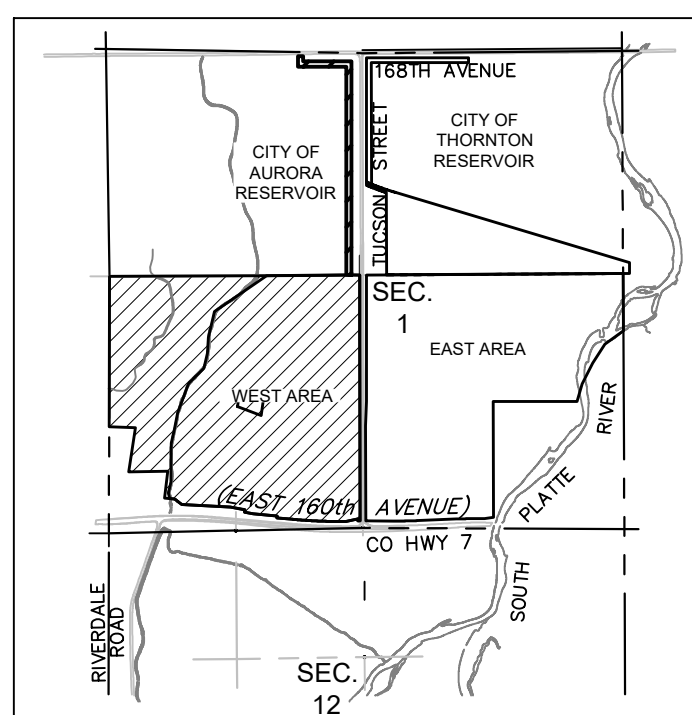 168TH AVENUE
CITY OF
AURORA
RESERVOIR
TUCSON STREET
CITY OF
THORNTON
RESERVOIR
SEC.
1
WEST AREA
EAST AREA
(EAST 160th AVENUE)
CO HWY 7
SOUTH PLATTE RIVER
RIVERDALE
ROAD
SEC.
12